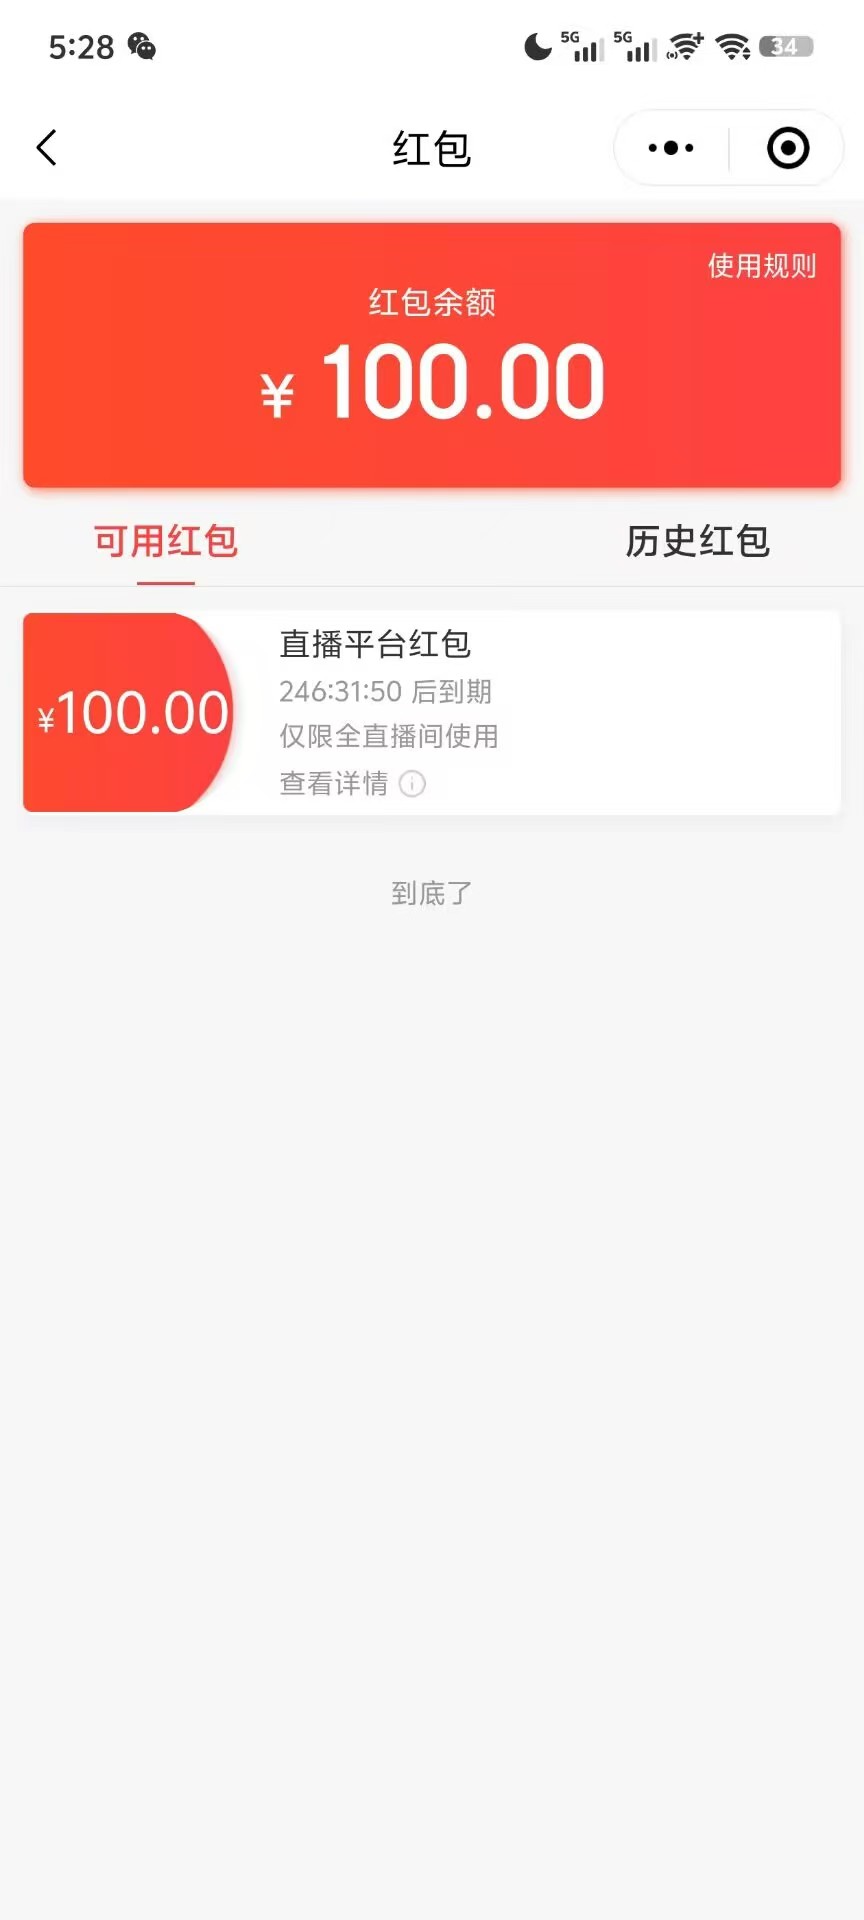 5:28
5G 5G 34
红包
使用规则
红包余额
¥ 100.00
可用红包
历史红包
¥100.00
直播平台红包
246:31:50 后到期
仅限全直播间使用
查看详情
到底了